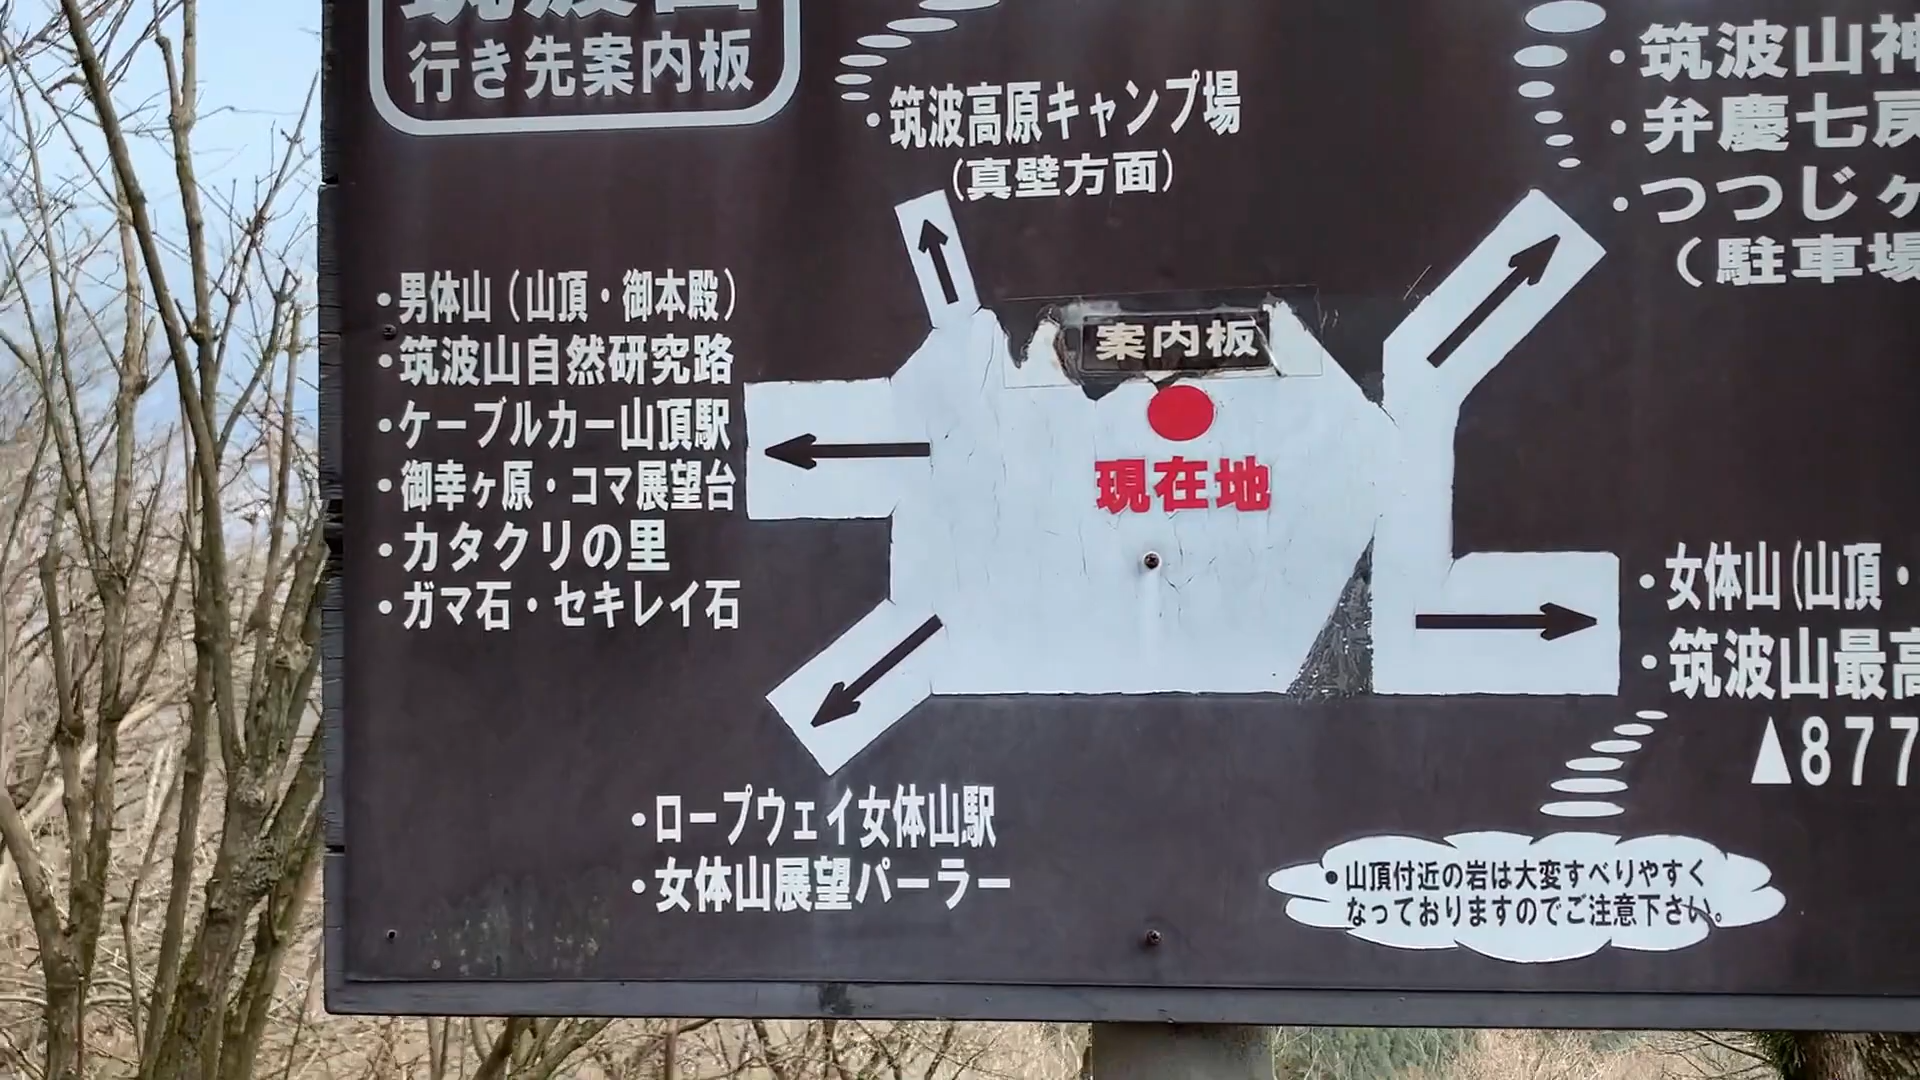 筑波山
行き先案内板
・筑波高原キャンプ場
(真壁方面)
・筑波山神
・弁慶七戻
・つつじヶ
(駐車場
・男体山(山頂・御本殿)
・筑波山自然研究路
・ケーブルカー山頂駅
・御幸ヶ原・コマ展望台
・カタクリの里
・ガマ石・セキレイ石
案内板
現在地
・女体山(山頂・
・筑波山最高
▲877
・ロープウェイ女体山駅
・女体山展望パーラー
・山頂付近の岩は大変すべりやすく
なっておりますのでご注意下さい。